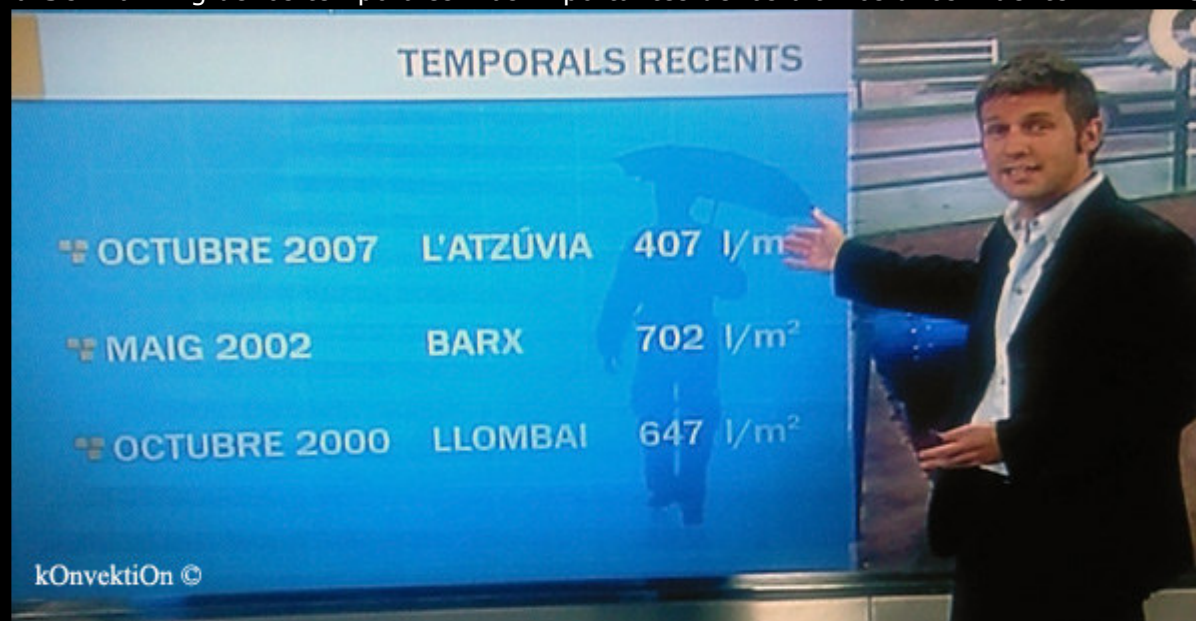 TEMPORALS RECENTS
OCTUBRE 2007 L'ATZÚVIA 407 l/m
MAIG 2002 BARX 702 l/m²
OCTUBRE 2000 LLOMBAI 647 l/m²
kOnvektiOn ©